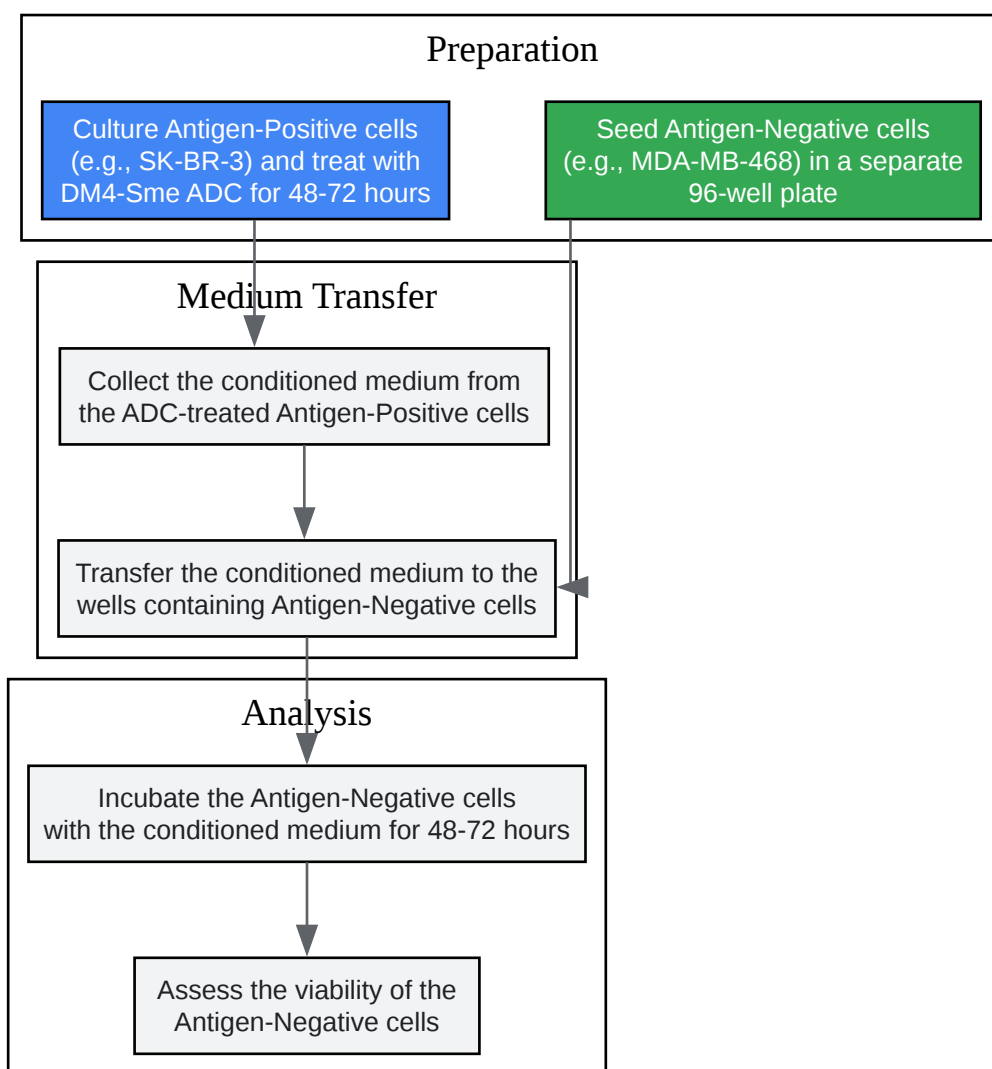 Preparation
Culture Antigen-Positive cells
(e.g., SK-BR-3) and treat with
DM4-Sme ADC for 48-72 hours
Seed Antigen-Negative cells
(e.g., MDA-MB-468) in a separate
96-well plate
Medium Transfer
Collect the conditioned medium from
the ADC-treated Antigen-Positive cells
Transfer the conditioned medium to the
wells containing Antigen-Negative cells
Analysis
Incubate the Antigen-Negative cells
with the conditioned medium for 48-72 hours
Assess the viability of the
Antigen-Negative cells